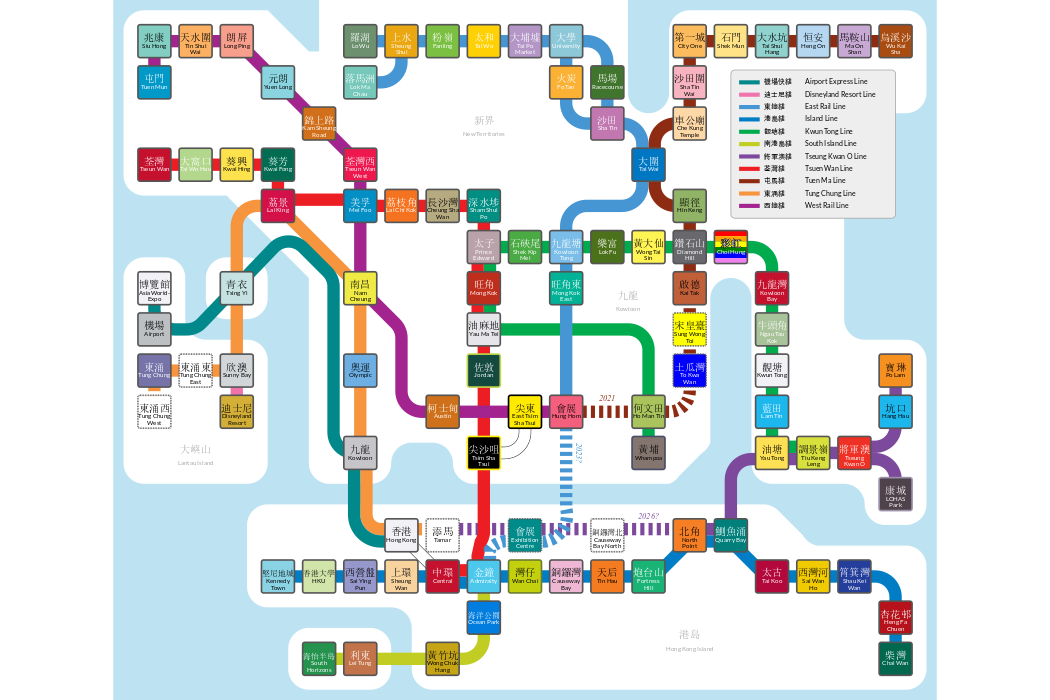 兆康
Siu Hong
天水圍
Tin Shui
Wai
朗屏
Long Ping
羅湖
Lo Wu
上水
Sheung
Shui
粉嶺
Fanling
太和
Tai Wo
大埔墟
Tai Po
Market
大學
University
第一城
City One
石門
Shek Mun
大水坑
Tai Shui
Hang
恒安
Heng On
馬鞍山
Ma On
Shan
烏溪沙
Wu Kai
Sha
屯門
Tuen Mun
元朗
Yuen Long
落馬洲
Lok Ma
Chau
火炭
Fo Tan
馬場
Racecourse
沙田圍
Sha Tin
Wai
機場快綫
Airport Express Line
迪士尼綫
Disneyland Resort Line
東鐵綫
East Rail Line
港島綫
Island Line
觀塘綫
Kwun Tong Line
南港島綫
South Island Line
將軍澳綫
Tseung Kwan O Line
荃灣綫
Tsuen Wan Line
屯馬綫
Tuen Ma Line
東涌綫
Tung Chung Line
西鐵綫
West Rail Line
錦上路
Kam Sheung
Road
新界
New Territories
沙田
Sha Tin
車公廟
Che Kung
Temple
荃灣
Tsuen Wan
大窩口
Tai Wo Hau
葵興
Kwai Hing
葵芳
Kwai Fong
荃灣西
Tsuen Wan
West
大圍
Tai Wai
荔景
Lai King
美孚
Mei Foo
荔枝角
Lai Chi Kok
長沙灣
Cheung Sha
Wan
深水埗
Sham Shui
Po
顯徑
Hin Keng
太子
Prince
Edward
石硤尾
Shek Kip
Mei
九龍塘
Kowloon
Tong
樂富
Lok Fu
黃大仙
Wong Tai
Sin
鑽石山
Diamond
Hill
彩虹
Choi Hung
博覽館
AsiaWorld-
Expo
青衣
Tsing Yi
南昌
Nam
Cheong
旺角
Mong Kok
旺角東
Mong Kok
East
九龍
Kowloon
啟德
Kai Tak
九龍灣
Kowloon
Bay
機場
Airport
油麻地
Yau Ma Tei
宋皇臺
Sung Wong
Toi
牛頭角
Ngau Tau
Kok
東涌
Tung Chung
東涌東
Tung Chung
East
欣澳
Sunny Bay
奧運
Olympic
佐敦
Jordan
土瓜灣
To Kwa
Wan
觀塘
Kwun Tong
寶琳
Po Lam
東涌西
Tung Chung
West
迪士尼
Disneyland
Resort
柯士甸
Austin
尖東
East Tsim
Sha Tsui
會展
Hung Hom
2021
何文田
Ho Man Tin
藍田
Lam Tin
坑口
Hang Hau
大嶼山
Lantau Island
九龍
Kowloon
尖沙咀
Tsim Sha
Tsui
2023?
黃埔
Whampoa
油塘
Yau Tong
調景嶺
Tiu Keng
Leng
將軍澳
Tseung
Kwan O
康城
LOHAS
Park
香港
Hong Kong
添馬
Tamar
會展
Exhibition
Centre
銅鑼灣北
Causeway
Bay North
2026?
北角
North
Point
鰂魚涌
Quarry Bay
堅尼地城
Kennedy
Town
香港大學
HKU
西營盤
Sai Ying
Pun
上環
Sheung
Wan
中環
Central
金鐘
Admiralty
灣仔
Wan Chai
銅鑼灣
Causeway
Bay
天后
Tin Hau
炮台山
Fortress
Hill
太古
Tai Koo
西灣河
Sai Wan
Ho
筲箕灣
Shau Kei
Wan
海洋公園
Ocean Park
杏花邨
Heng Fa
Chuen
港島
Hong Kong Island
海怡半島
South
Horizons
利東
Lei Tung
黃竹坑
Wong Chuk
Hang
柴灣
Chai Wan